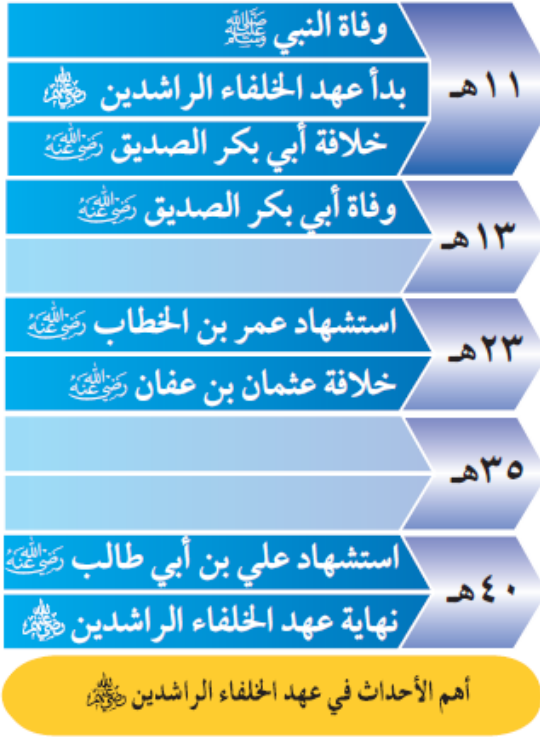 ١١هـ
وفاة النبي ﷺ
بدأ عهد الخلفاء الراشدين رضي الله عنهم
خلافة أبي بكر الصديق رضي الله عنه
١٣هـ
وفاة أبي بكر الصديق رضي الله عنه
٢٣هـ
استشهاد عمر بن الخطاب رضي الله عنه
خلافة عثمان بن عفان رضي الله عنه
٣٥هـ
٤٠هـ
استشهاد علي بن أبي طالب رضي الله عنه
نهاية عهد الخلفاء الراشدين رضي الله عنهم
أهم الأحداث في عهد الخلفاء الراشدين رضي الله عنهم